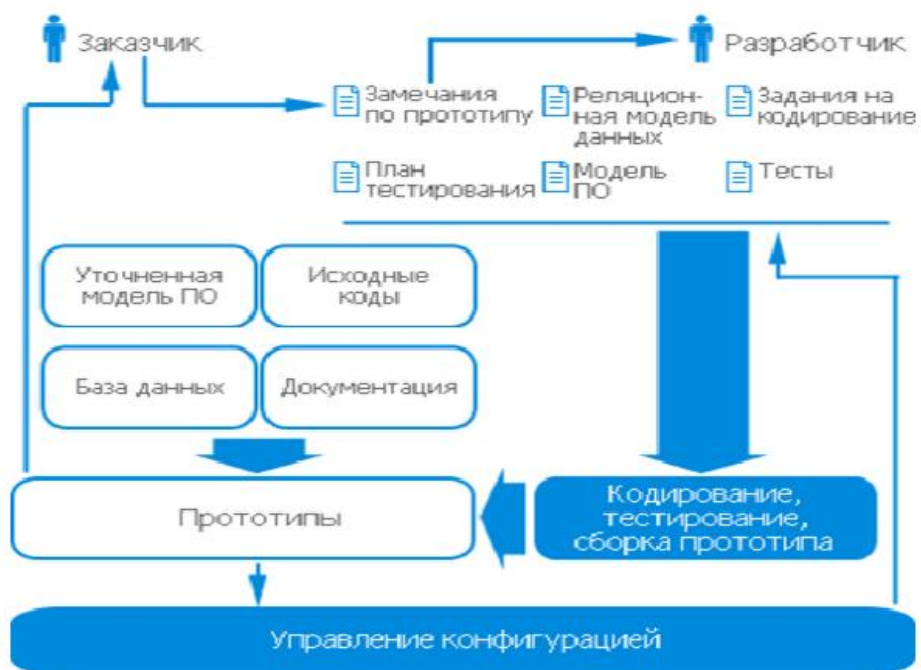 Заказчик
Разработчик
Замечания
по прототипу
Реляцион-
ная модель
данных
Задания на
кодирование
План
тестирования
Модель
ПО
Тесты
Уточненная
модель ПО
Исходные
коды
База данных
Документация
Прототипы
Кодирование,
тестирование,
сборка прототипа
Управление конфигурацией